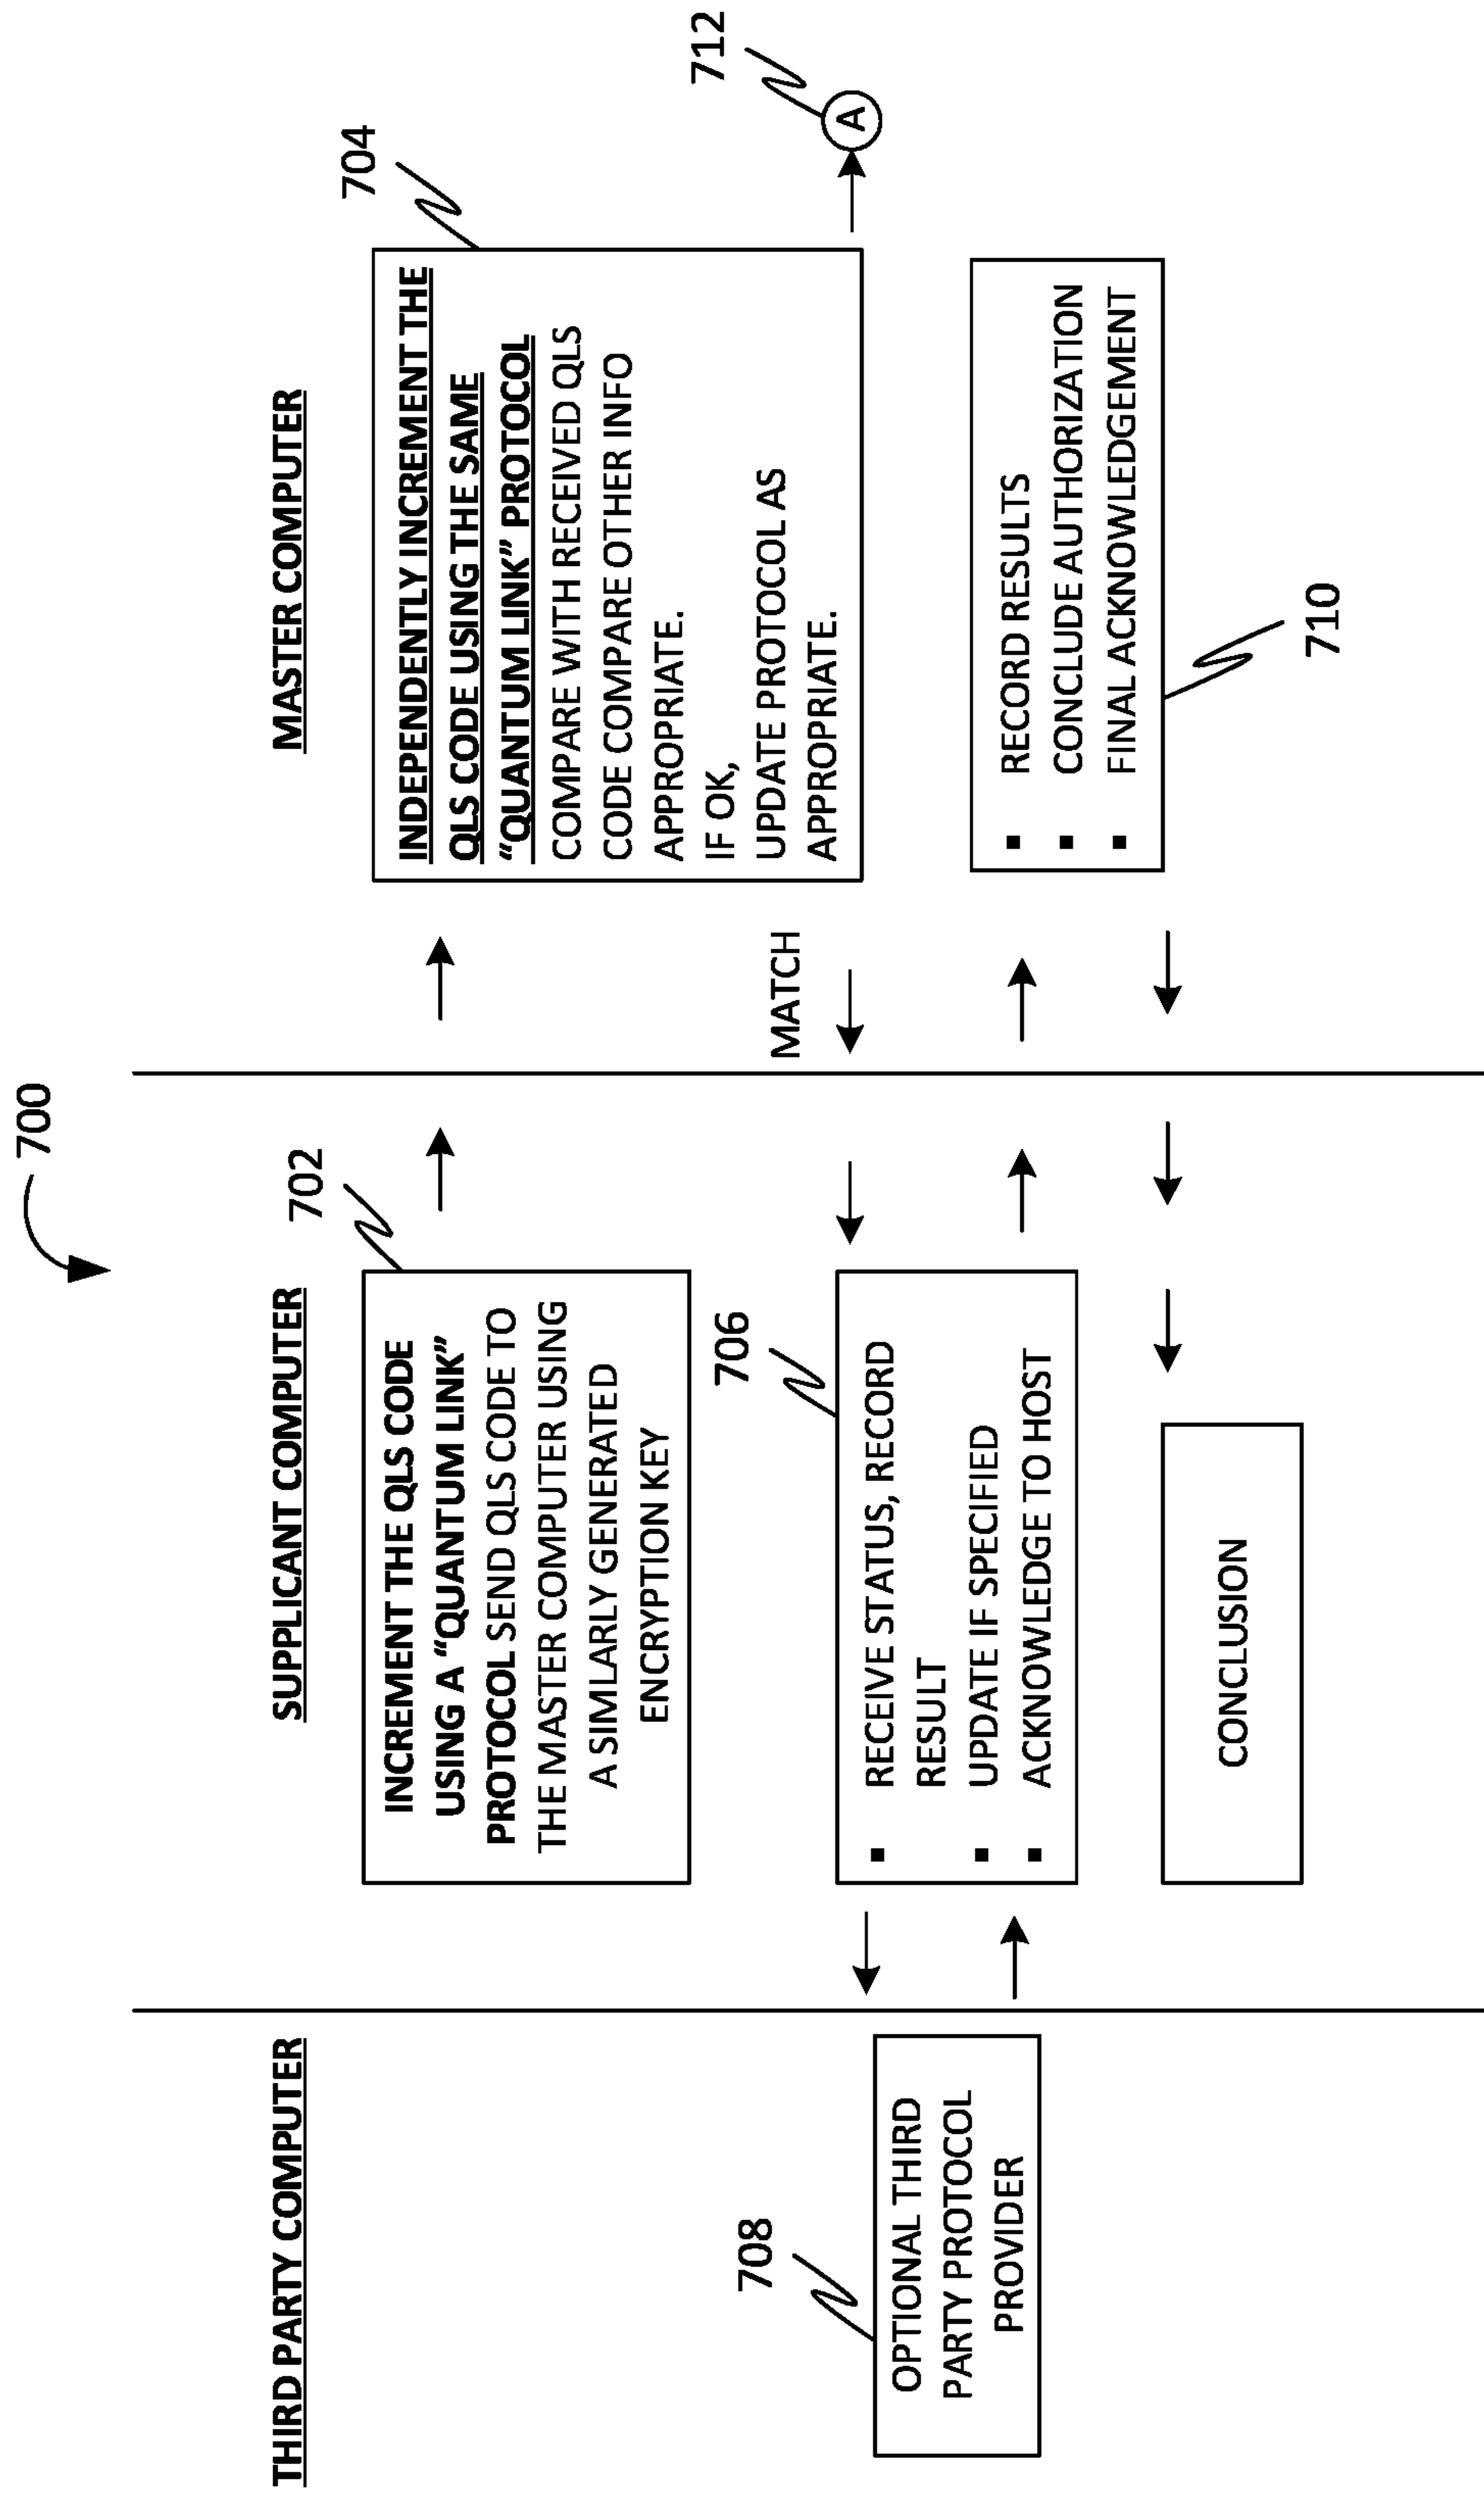 700
THIRD PARTY COMPUTER
SUPPLICANT COMPUTER
MASTER COMPUTER
702
INCREMENT THE QLS CODE
USING A “QUANTUM LINK”
PROTOCOL SEND QLS CODE TO
THE MASTER COMPUTER USING
A SIMILARLY GENERATED
ENCRYPTION KEY
704
INDEPENDENTLY INCREMENT THE
QLS CODE USING THE SAME
“QUANTUM LINK” PROTOCOL
COMPARE WITH RECEIVED QLS
CODE COMPARE OTHER INFO
APPROPRIATE.
IF OK,
UPDATE PROTOCOL AS
APPROPRIATE.
712
A
MATCH
706
▪ RECEIVE STATUS, RECORD
RESULT
▪ UPDATE IF SPECIFIED
▪ ACKNOWLEDGE TO HOST
708
OPTIONAL THIRD
PARTY PROTOCOL
PROVIDER
▪ RECORD RESULTS
▪ CONCLUDE AUTHORIZATION
▪ FINAL ACKNOWLEDGEMENT
710
CONCLUSION